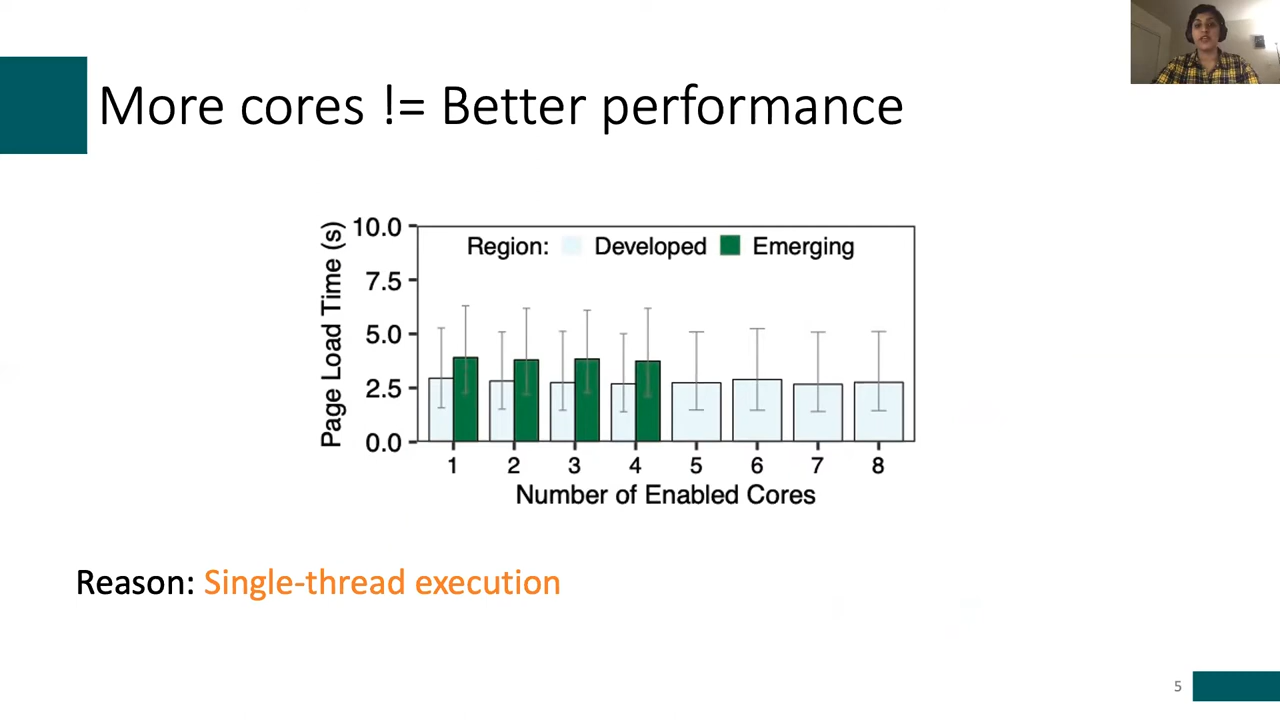 More cores != Better performance
Page Load Time (s)
10.0
7.5
5.0
2.5
0.0
Region: Developed Emerging
1 2 3 4 5 6 7 8
Number of Enabled Cores
Reason: Single-thread execution
5